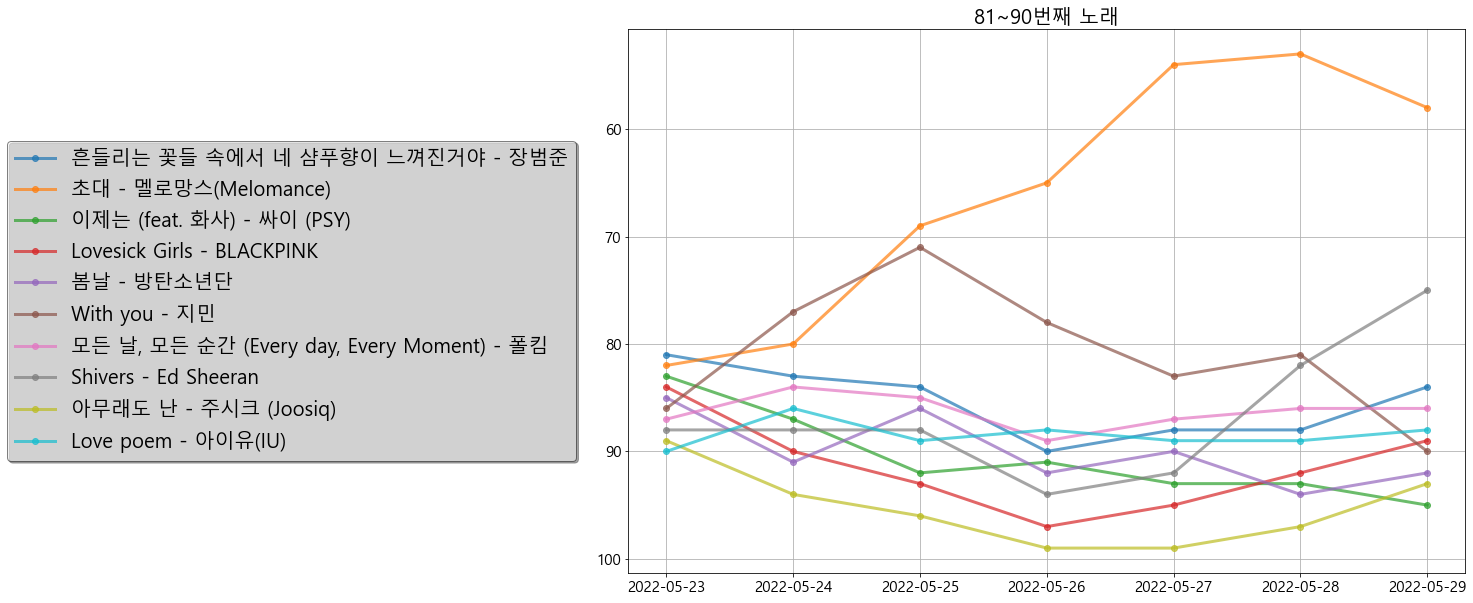 81~90번째 노래
흔들리는 꽃들 속에서 네 샴푸향이 느껴진거야 - 장범준
초대 - 멜로망스(Melomance)
이제는 (feat. 화사) - 싸이 (PSY)
Lovesick Girls - BLACKPINK
봄날 - 방탄소년단
With you - 지민
모든 날, 모든 순간 (Every day, Every Moment) - 폴킴
Shivers - Ed Sheeran
아무래도 난 - 주시크 (Joosiq)
Love poem - 아이유(IU)
60
70
80
90
100
2022-05-23 2022-05-24 2022-05-25 2022-05-26 2022-05-27 2022-05-28 2022-05-29